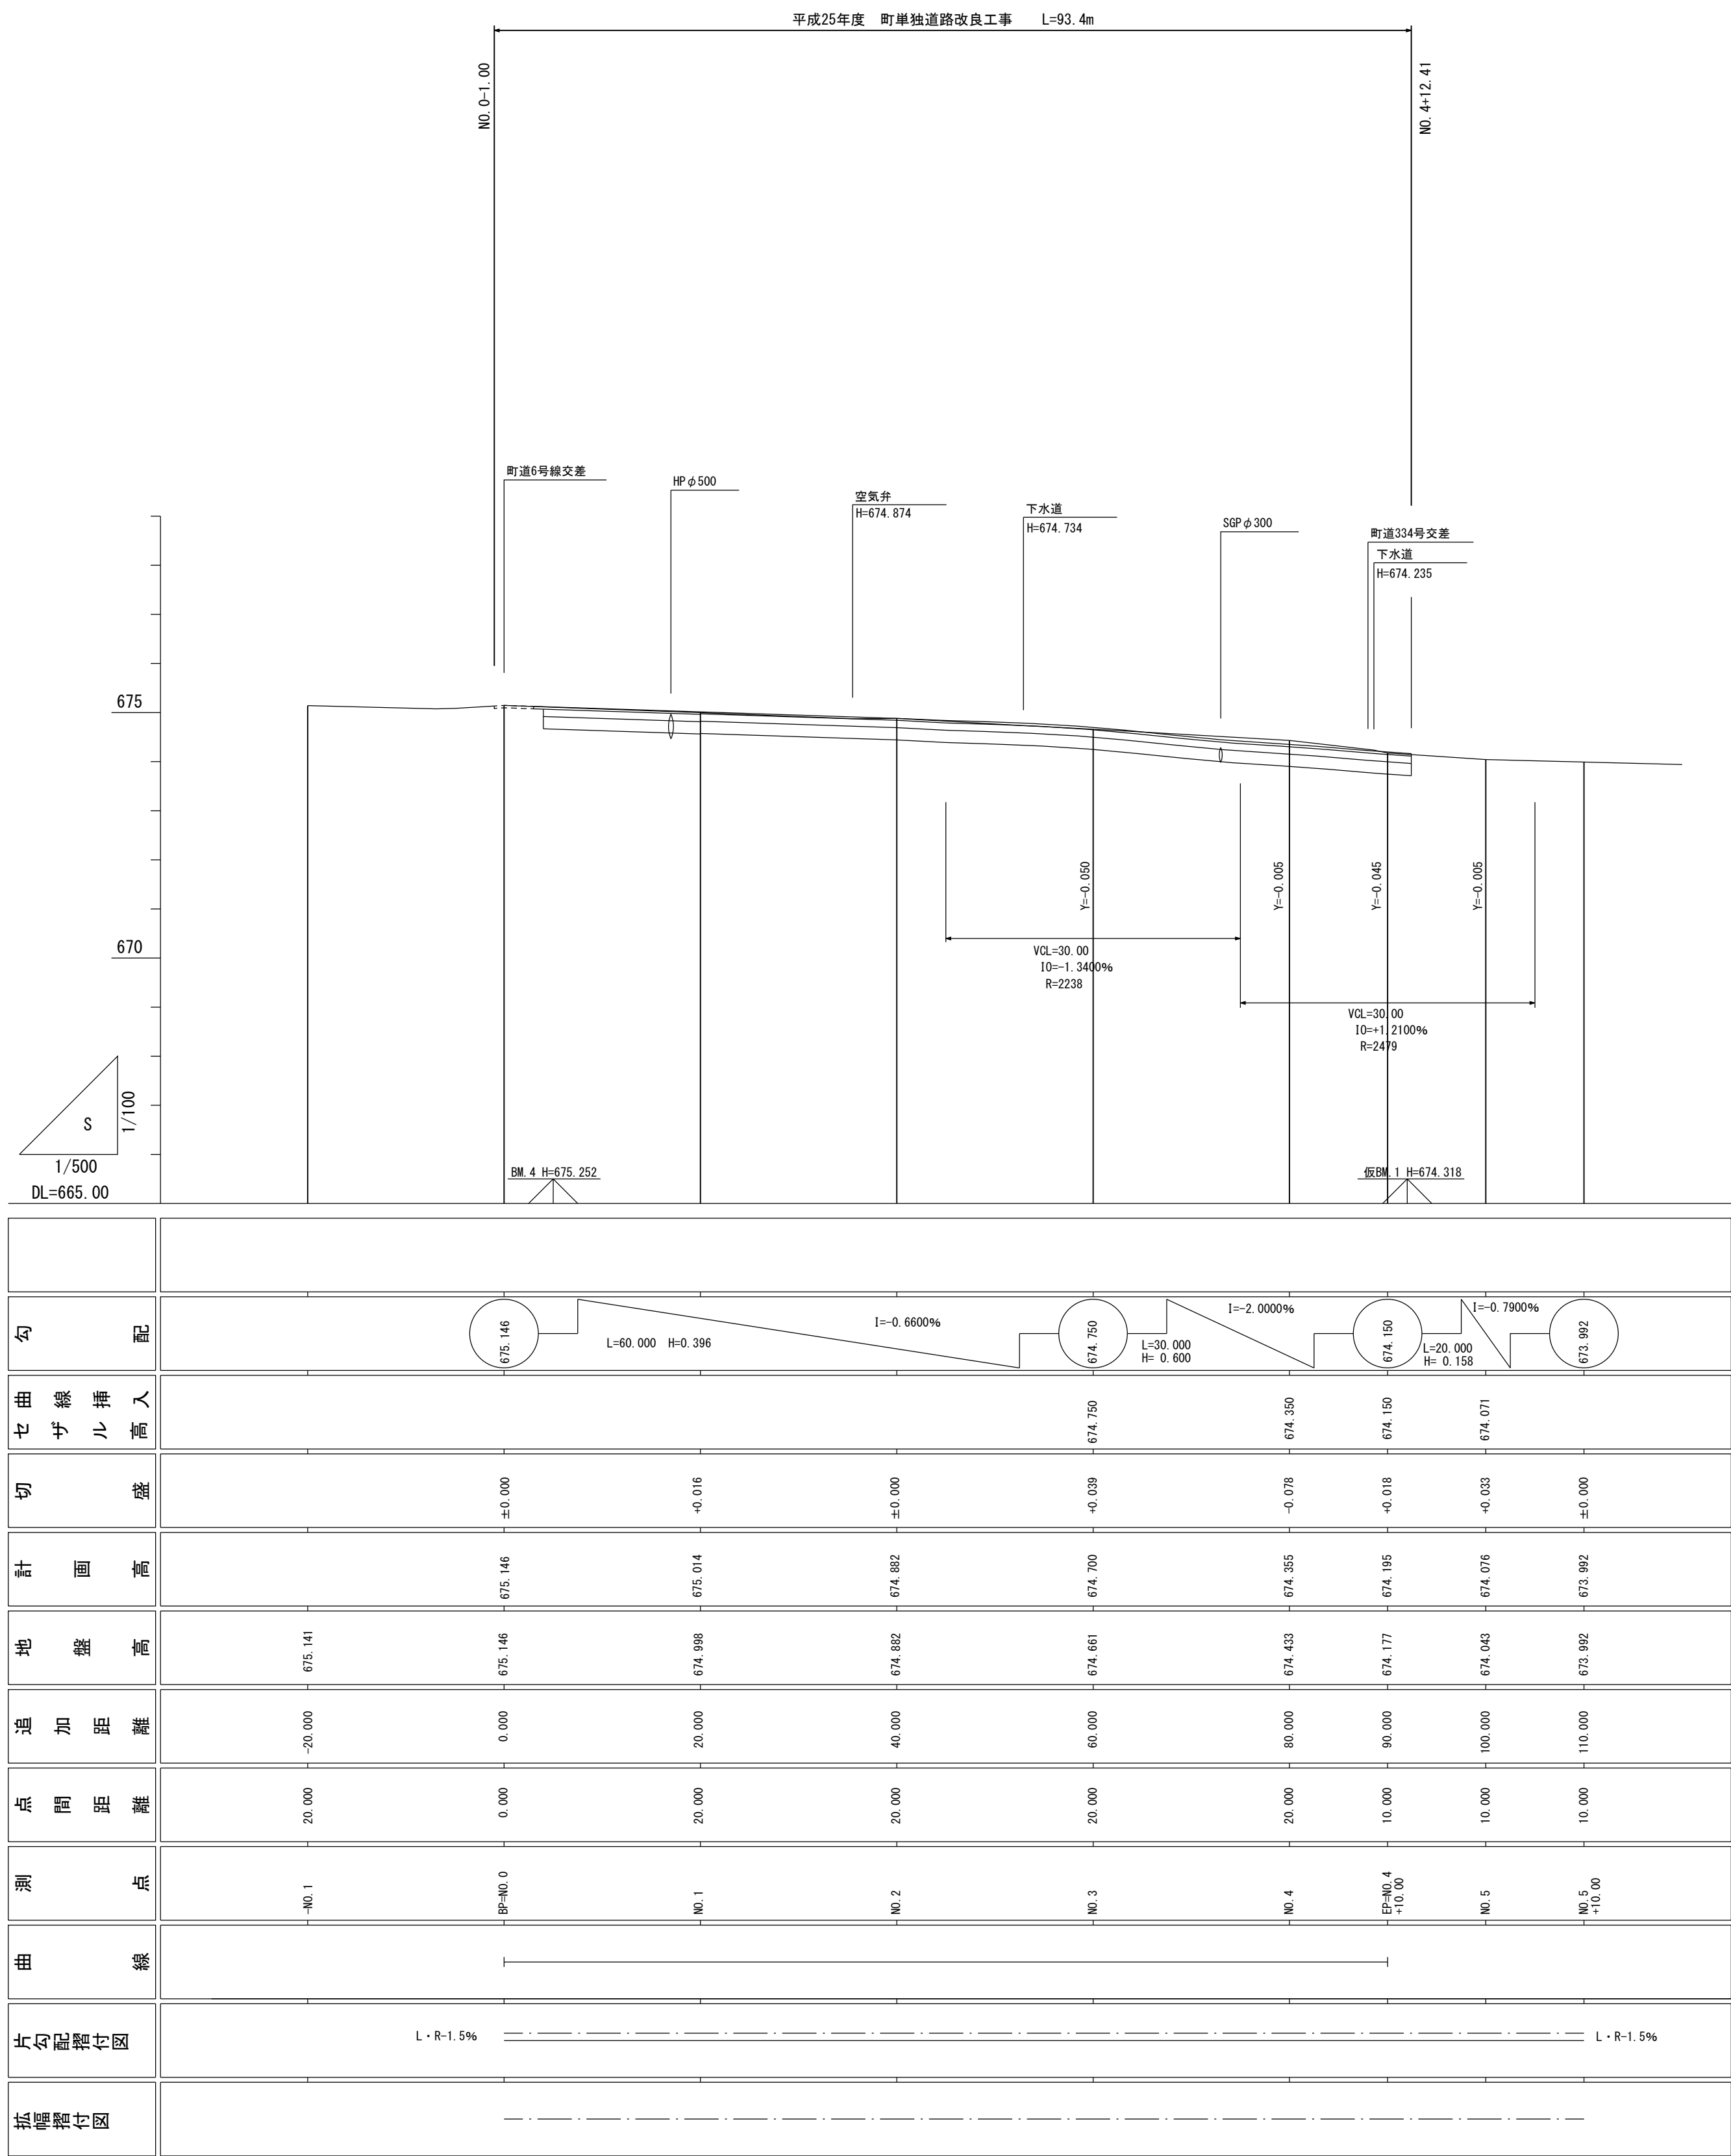 平成25年度　町単独道路改良工事　　L=93.4m
NO.0-1.00
NO.4+12.41
町道6号線交差
HPφ500
空気弁
H=674.874
下水道
H=674.734
SGPφ300
町道334号交差
下水道
H=674.235
675
670
Y=-0.050
Y=-0.005
Y=-0.045
Y=-0.005
VCL=30.00
I0=-1.3400%
R=2238
VCL=30.00
I0=+1.2100%
R=2479
S
1/100
1/500
DL=665.00
BM.4 H=675.252
仮BM.1 H=674.318
勾配
675.146
L=60.000　H=0.396
I=-0.6600%
674.750
L=30.000
H= 0.600
I=-2.0000%
674.150
L=20.000
H= 0.158
I=-0.7900%
673.992
曲線挿入
セザル高
674.750
674.350
674.150
674.071
切盛
±0.000
+0.016
±0.000
+0.039
-0.078
+0.018
+0.033
±0.000
計画高
675.146
675.014
674.882
674.700
674.355
674.195
674.076
673.992
地盤高
675.141
675.146
674.998
674.882
674.661
674.433
674.177
674.043
673.992
追加距離
-20.000
0.000
20.000
40.000
60.000
80.000
90.000
100.000
110.000
点間距離
20.000
0.000
20.000
20.000
20.000
20.000
10.000
10.000
10.000
測点
-NO.1
BP=NO.0
NO.1
NO.2
NO.3
NO.4
EP=NO.4
+10.00
NO.5
NO.5
+10.00
曲線
片勾配摺付図
L・R-1.5%
L・R-1.5%
拡幅摺付図